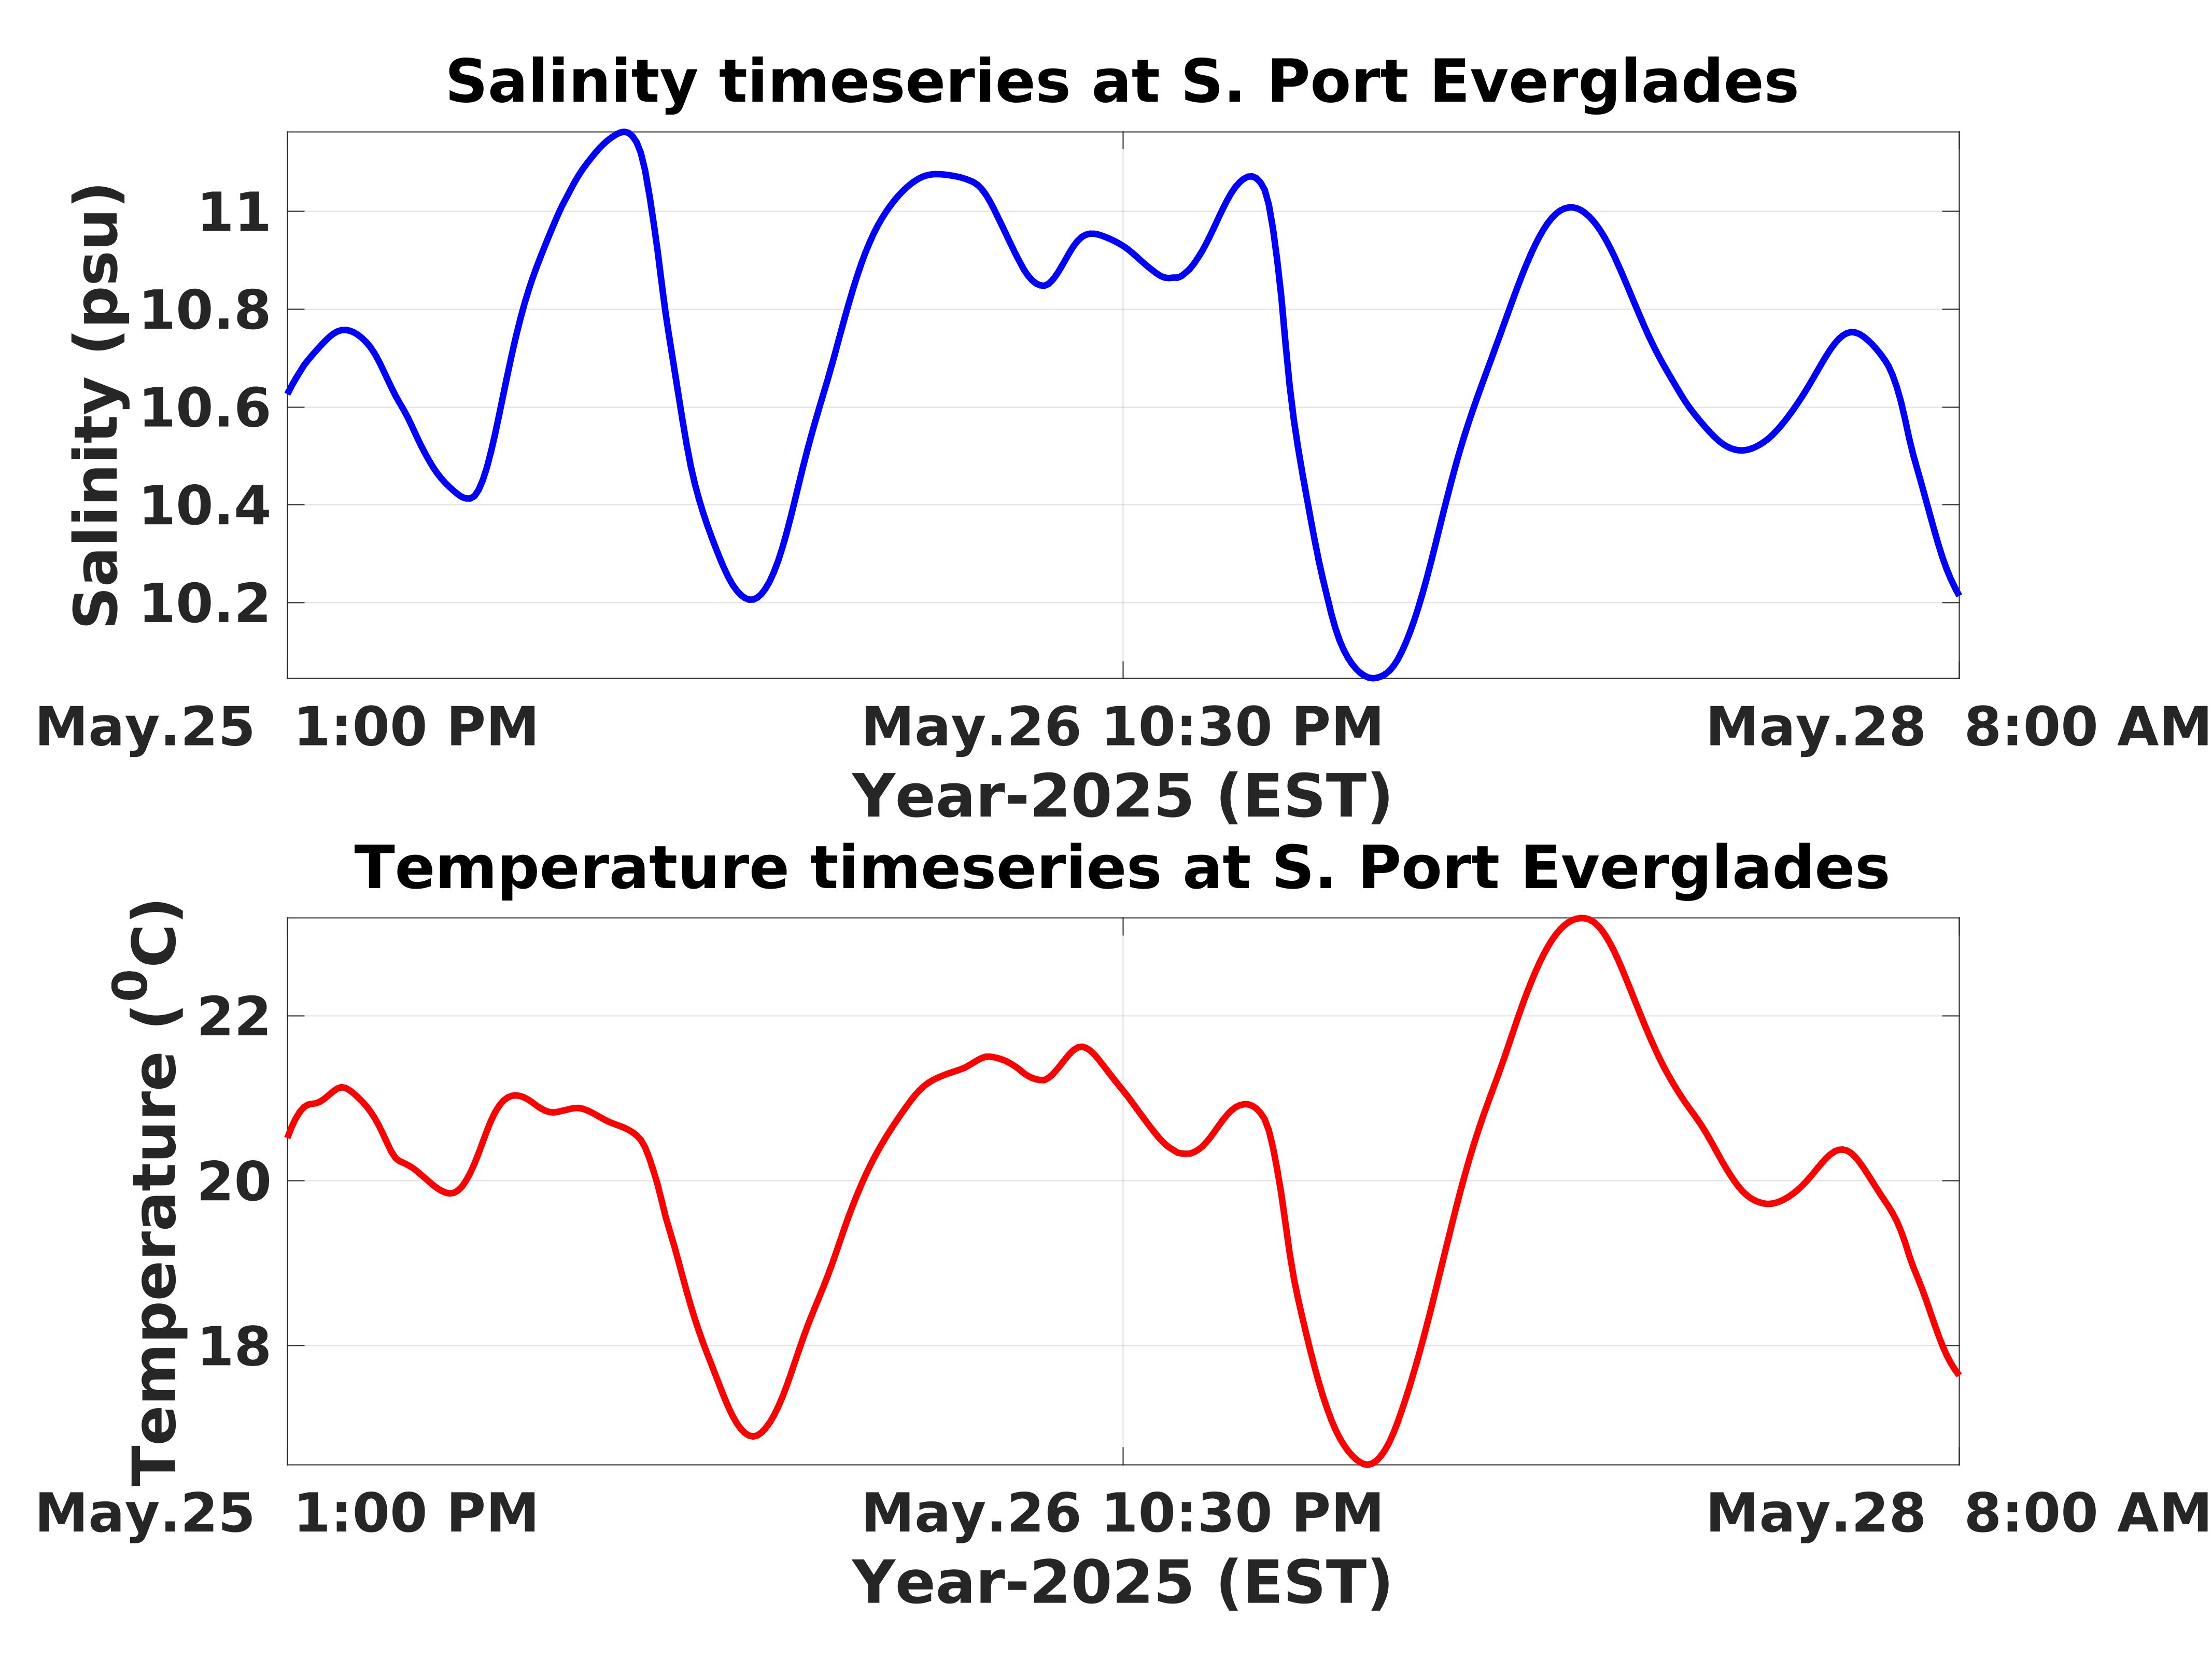 Salinity timeseries at S. Port Everglades
Salinity (psu)
11
10.8
10.6
10.4
10.2
May.25  1:00 PM
May.26 10:30 PM
May.28  8:00 AM
Year-2025 (EST)
Temperature timeseries at S. Port Everglades
Temperature (⁰C)
22
20
18
May.25  1:00 PM
May.26 10:30 PM
May.28  8:00 AM
Year-2025 (EST)